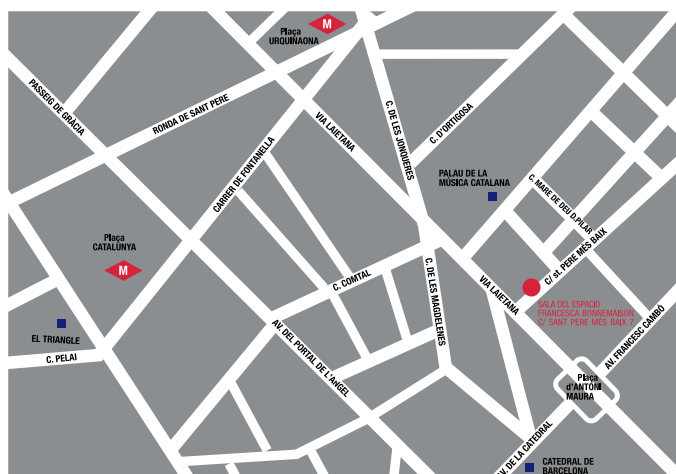 Plaça
URQUINAONA
M
PASSEIG DE GRÀCIA
RONDA DE SANT PERE
VIA LAIETANA
C. DE LES JONQUERES
C. D'ORTIGOSA
CARRER DE FONTANELLA
PALAU DE LA
MÚSICA CATALANA
C. MARE DE DEU D.PILAR
Plaça
CATALUNYA
M
C/ st. PERE MÉS BAIX
C. COMTAL
C. DE LES MAGDELENES
VIA LAIETANA
SALA DEL ESPACIO
FRANCESCA BONNEMAISON
C/ SANT PERE MÉS BAIX 7
EL TRIANGLE
C. PELAI
AV. DEL PORTAL DE L'ANGEL
AV. FRANCESC CAMBÓ
Plaça
d'ANTONI
MAURA
AV. DE LA CATEDRAL
CATEDRAL DE
BARCELONA